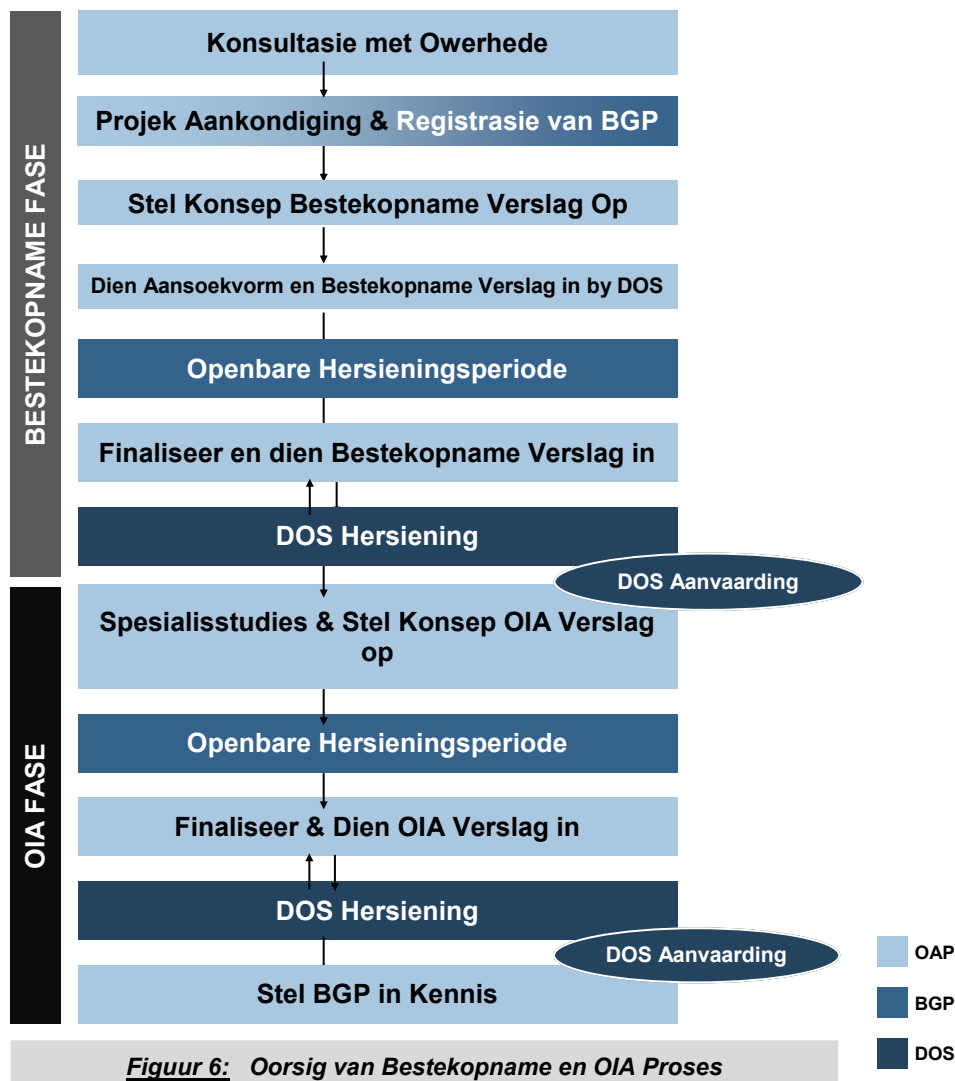 BESTEKOPNAME FASE
Konsultasie met Owerhede
Projek Aankondiging & Registrasie van BGP
Stel Konsep Bestekopname Verslag Op
Dien Aansoekvorm en Bestekopname Verslag in by DOS
Openbare Hersieningsperiode
Finaliseer en dien Bestekopname Verslag in
DOS Hersiening
DOS Aanvaarding
OIA FASE
Spesialisstudies & Stel Konsep OIA Verslag
op
Openbare Hersieningsperiode
Finaliseer & Dien OIA Verslag in
DOS Hersiening
DOS Aanvaarding
Stel BGP in Kennis
OAP
BGP
DOS
Figuur 6: Oorsig van Bestekopname en OIA Proses